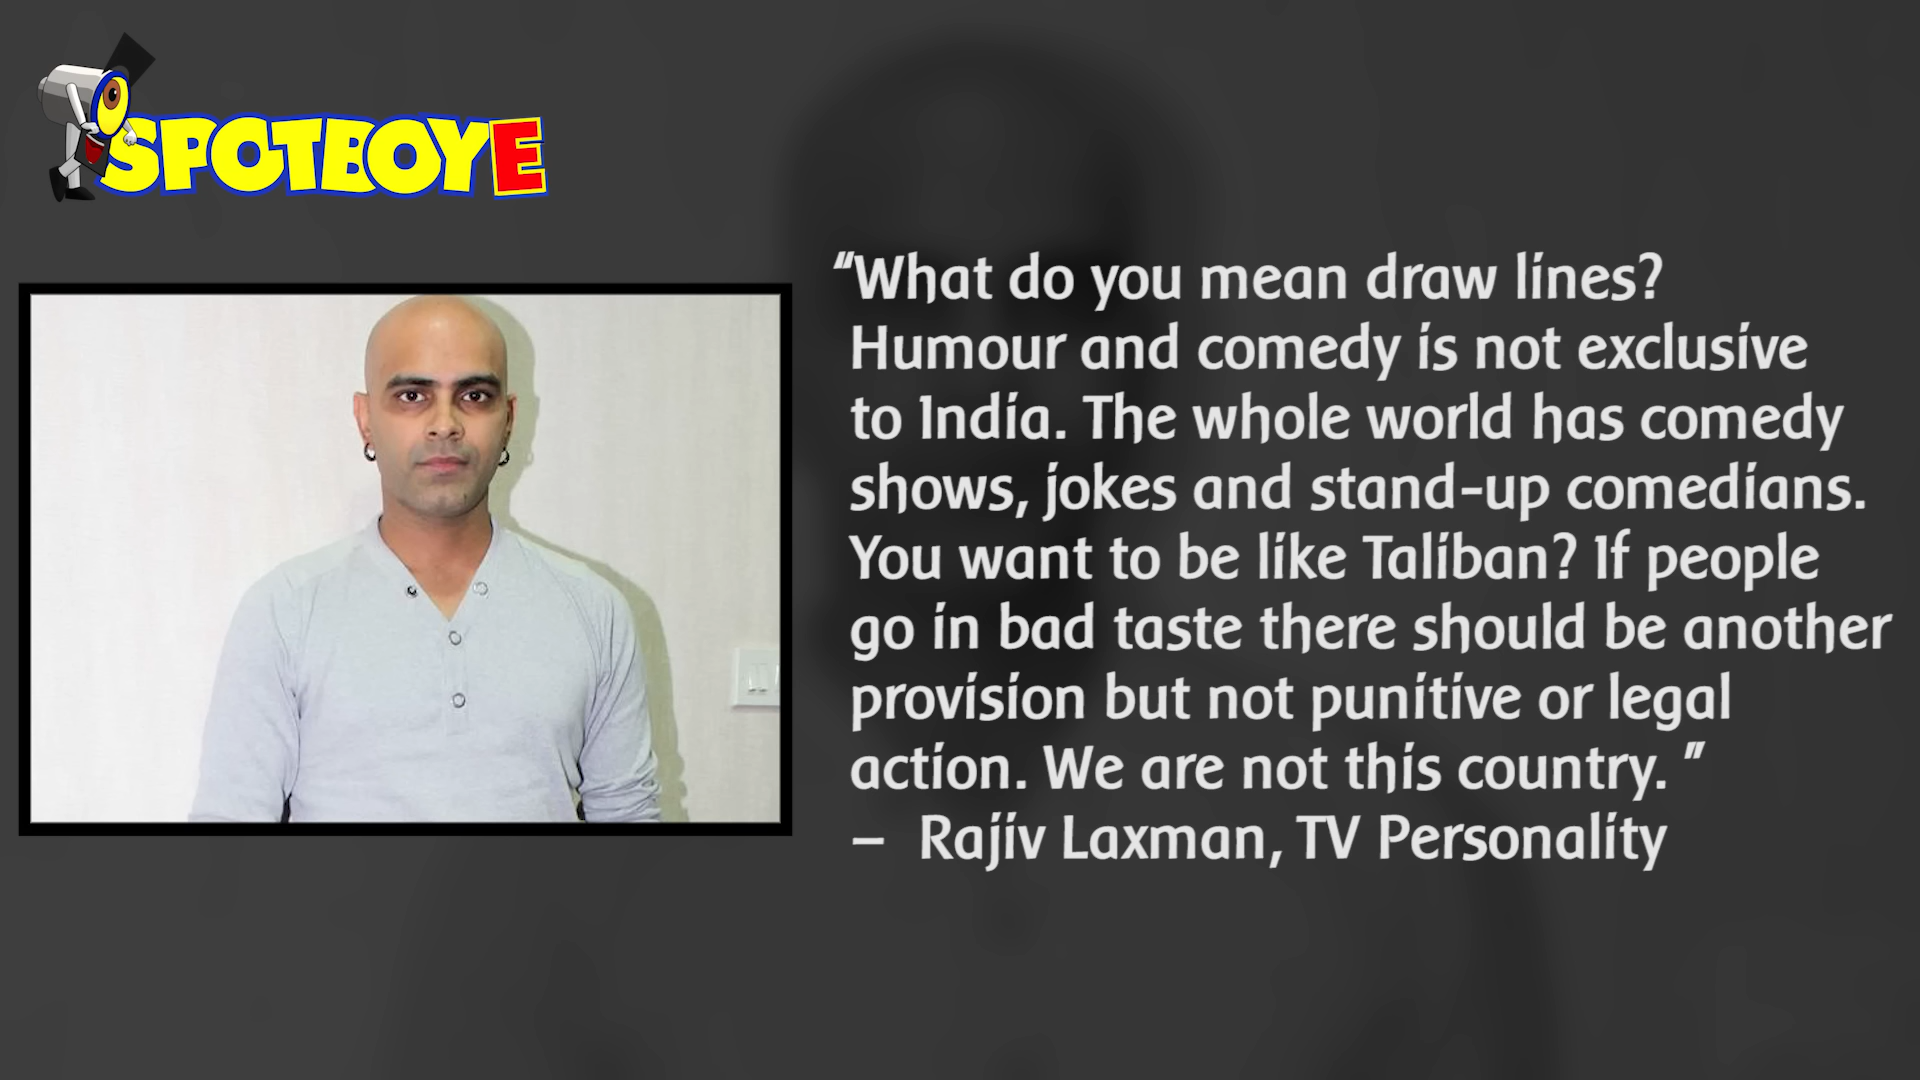 SPOTBOYE
“What do you mean draw lines?
Humour and comedy is not exclusive
to India. The whole world has comedy
shows, jokes and stand-up comedians.
You want to be like Taliban? If people
go in bad taste there should be another
provision but not punitive or legal
action. We are not this country. ”
– Rajiv Laxman, TV Personality